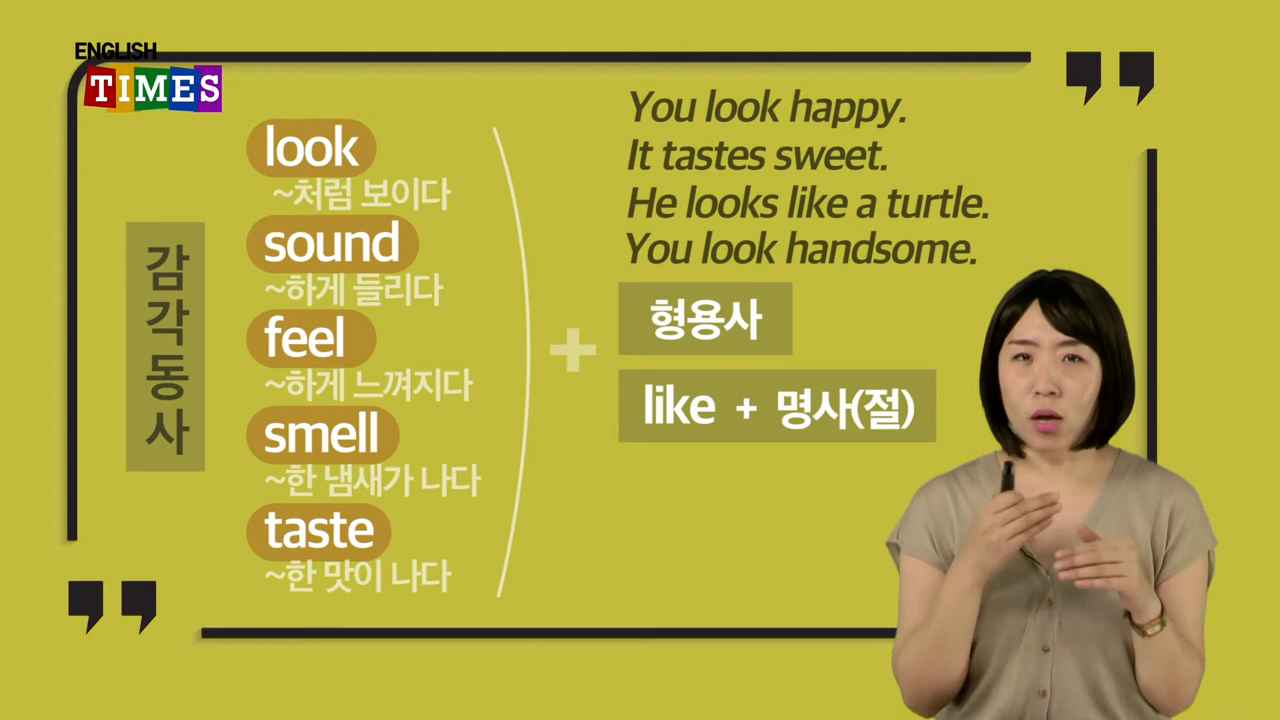 ENGLISH
TIMES
감각동사
look
~처럼 보이다
sound
~하게 들리다
feel
~하게 느껴지다
smell
~한 냄새가 나다
taste
~한 맛이 나다
+
You look happy.
It tastes sweet.
He looks like a turtle.
You look handsome.
형용사
like + 명사(절)